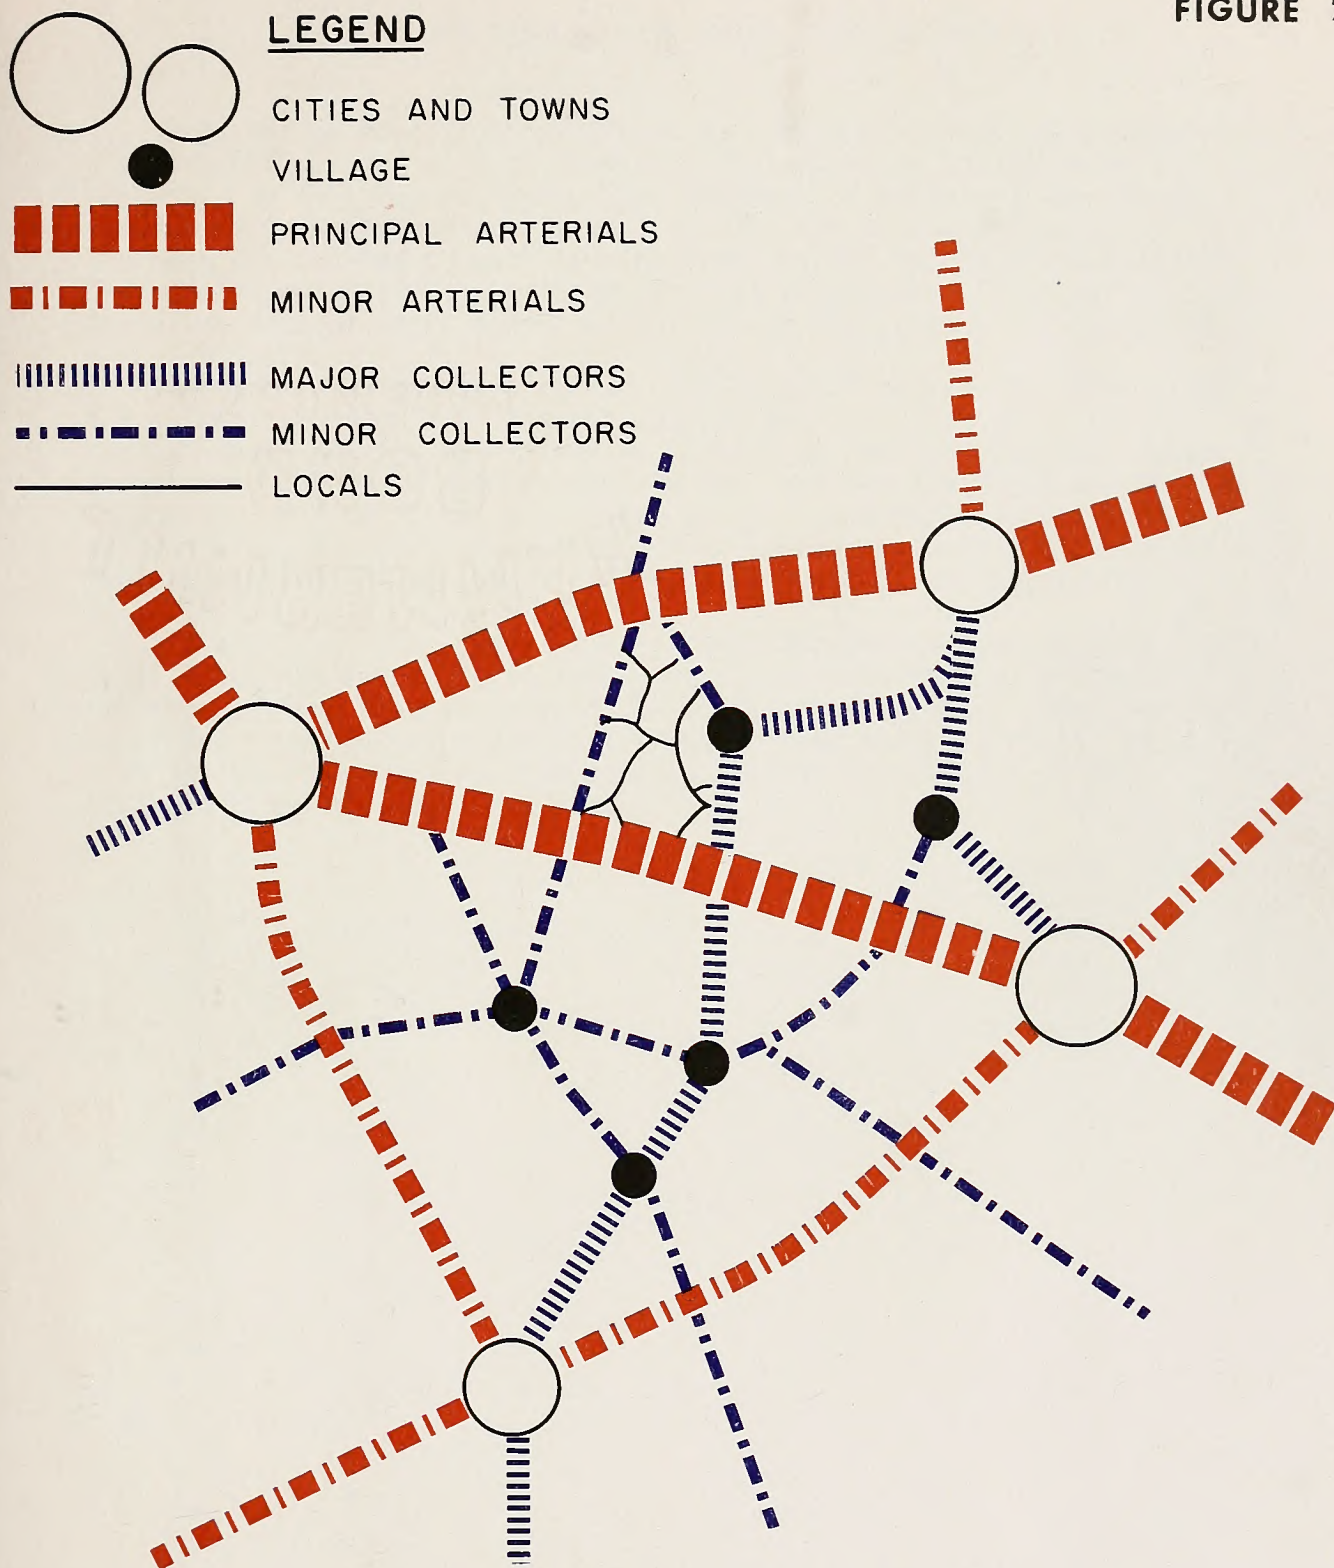 FIGURE
LEGEND
CITIES AND TOWNS
VILLAGE
PRINCIPAL ARTERIALS
MINOR ARTERIALS
MAJOR COLLECTORS
MINOR COLLECTORS
LOCALS